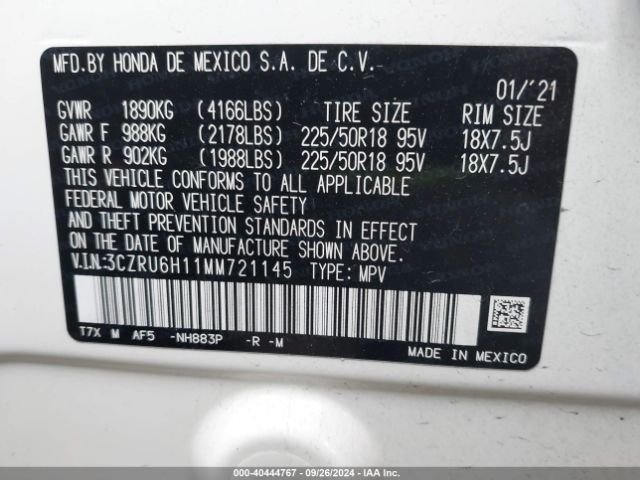 MFD.BY HONDA DE MEXICO S.A. DE C.V.
01/'21
GVWR 1890KG (4166LBS) TIRE SIZE RIM SIZE
GAWR F 988KG (2178LBS) 225/50R18 95V 18X7.5J
GAWR R 902KG (1988LBS) 225/50R18 95V 18X7.5J
THIS VEHICLE CONFORMS TO ALL APPLICABLE
FEDERAL MOTOR VEHICLE SAFETY
AND THEFT PREVENTION STANDARDS IN EFFECT
ON THE DATE OF MANUFACTURE SHOWN ABOVE.
V.I.N:3CZRU6H11MM721145 TYPE: MPV
T7X M AF5 -NH883P -R -M
MADE IN MEXICO
000-40444767 - 09/26/2024 - IAA Inc.